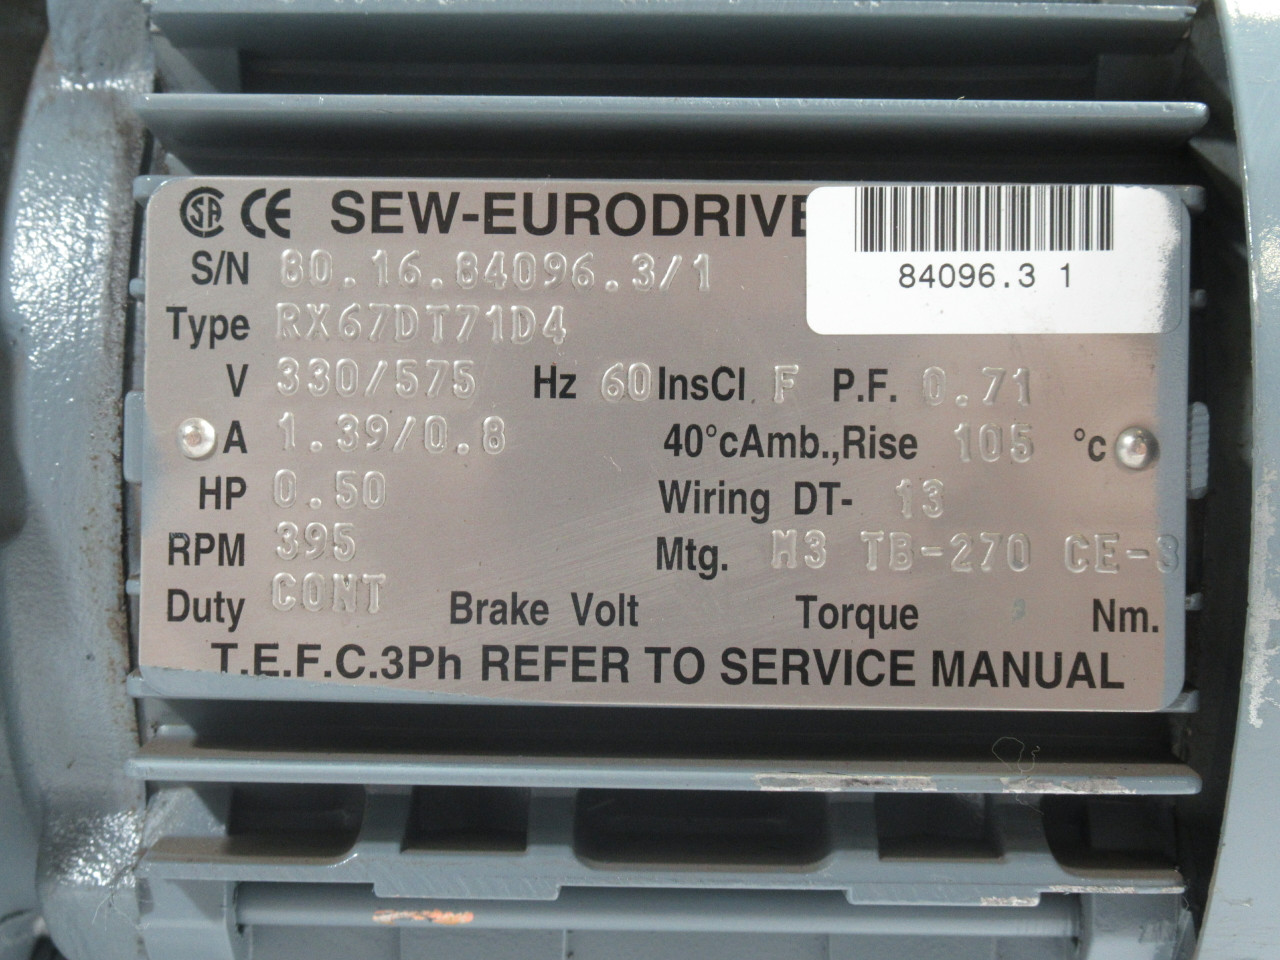 SA CE SEW-EURODRIVE
84096.3 1
S/N 80.16.84096.3/1
Type RX67DT71D4
V 330/575 Hz 60 InsCl F P.F. 0.71
A 1.39/0.8 40°cAmb.,Rise 105 °c
HP 0.50 Wiring DT- 13
RPM 395 Mtg. M3 TB-270 CE-S
Duty CONT Brake Volt Torque Nm.
T.E.F.C.3Ph REFER TO SERVICE MANUAL